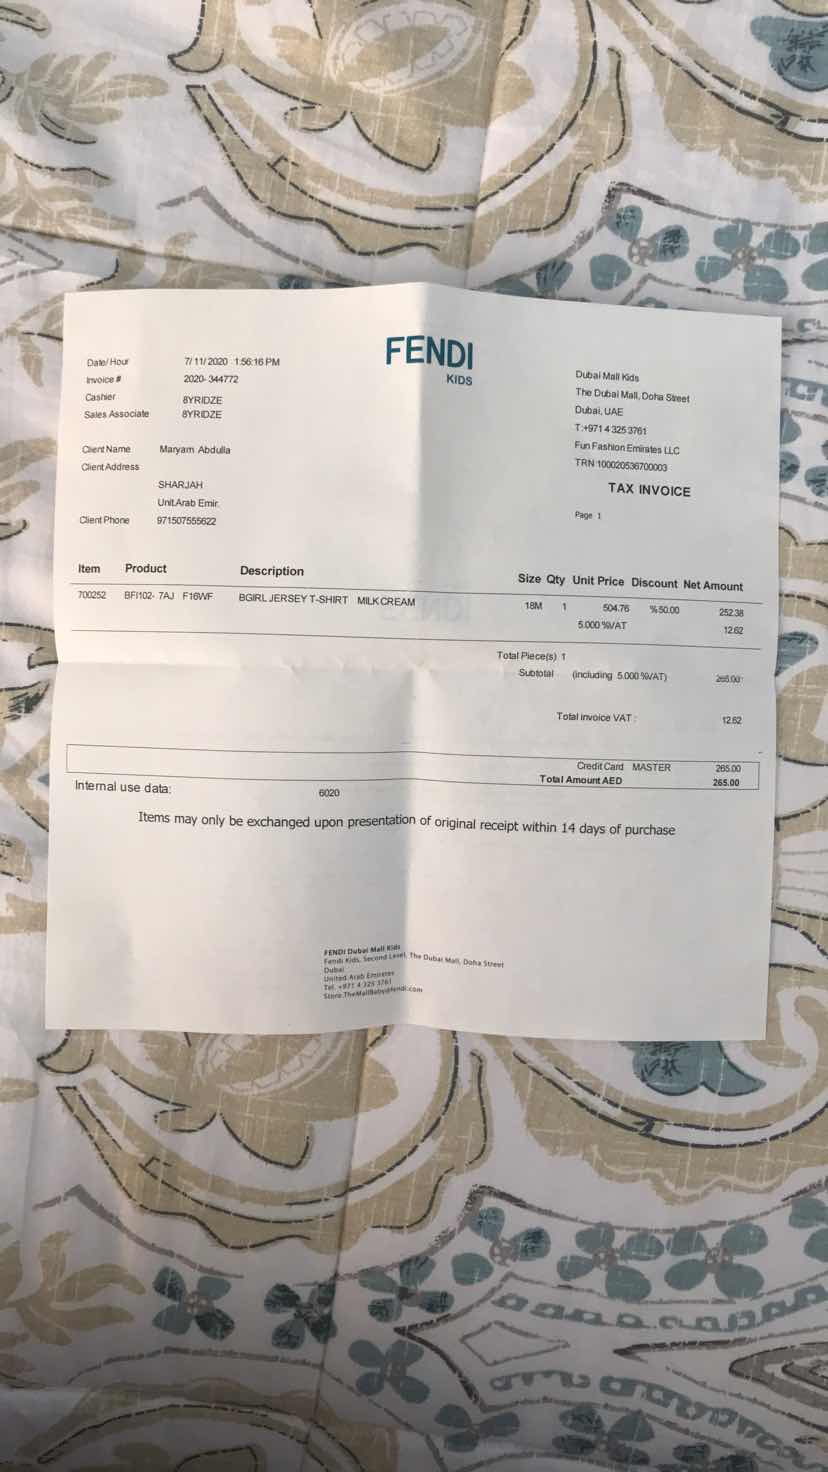 FENDI
KIDS
Date/Hour 7/11/2020 1:56:16 PM
Invoice # 2020-344772
Cashier 8YRIDZE
Sales Associate 8YRIDZE
Client Name Maryam Abdulla
Client Address
SHARJAH
Unit.Arab Emir.
Client Phone 971507555622
Dubai Mall Kids
The Dubai Mall, Doha Street
Dubai, UAE
T:+971 4 325 3761
Fun Fashion Emirates LLC
TRN 100020536700003
TAX INVOICE
Page 1
Item Product Description Size Qty Unit Price Discount Net Amount
700252 BFI102- 7AJ F16WF BGIRL JERSEY T-SHIRT MILK CREAM 18M 1 504.76 %50.00 252.38
5.000 %VAT 12.62
Total Piece(s) 1
Subtotal (including 5.000 %VAT) 265.00
Total invoice VAT : 12.62
Credit Card MASTER 265.00
Total Amount AED 265.00
Internal use data: 6020
Items may only be exchanged upon presentation of original receipt within 14 days of purchase
FENDI Dubai Mall Kids
Fendi Kids, Second Level, The Dubai Mall, Doha Street
Dubai
United Arab Emirates
Tel. +971 4 325 3761
Store.TheMallBaby@fendi.com